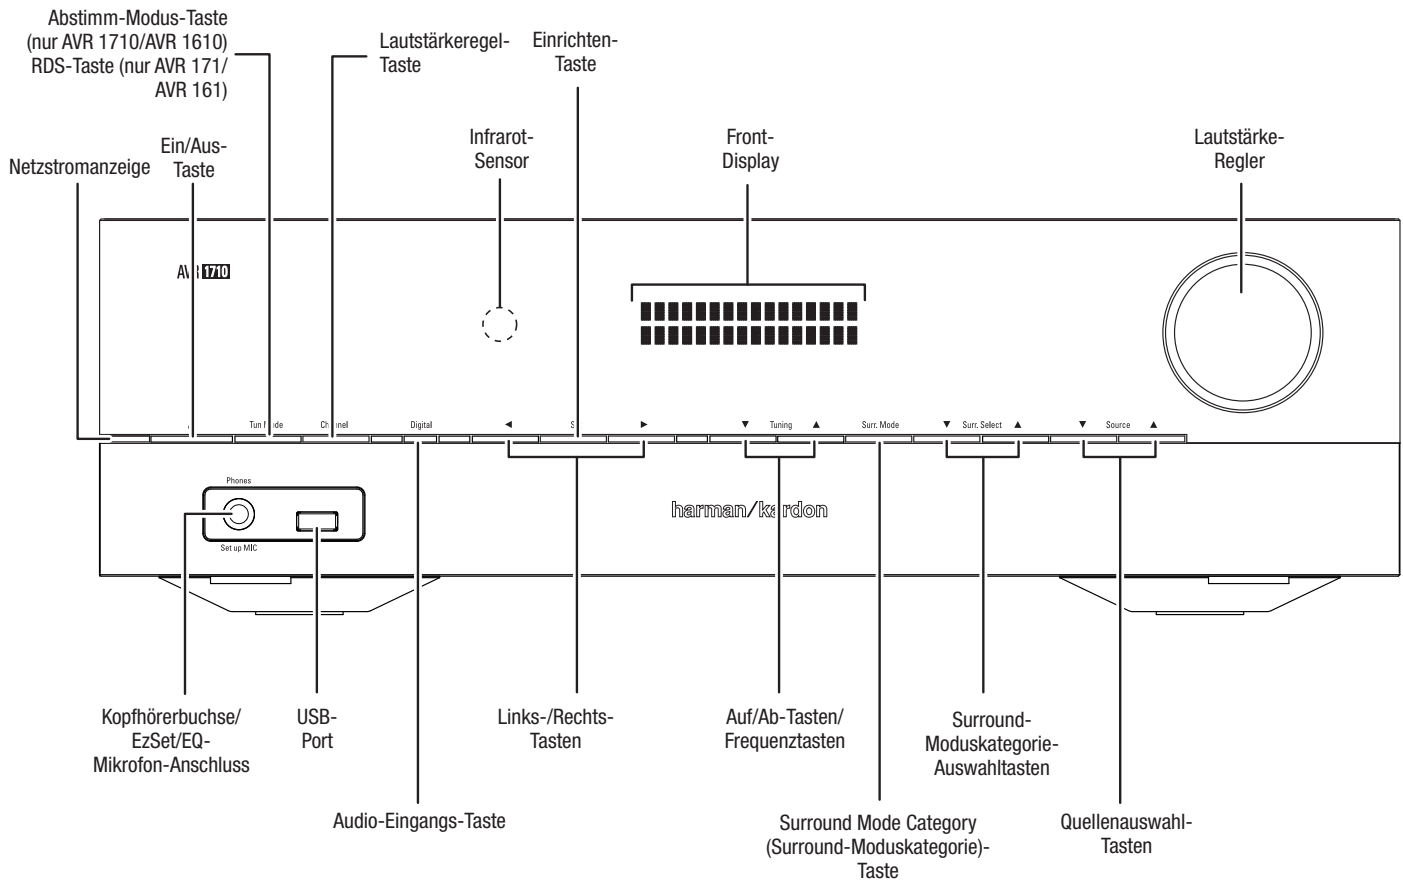 Abstimm-Modus-Taste
(nur AVR 1710/AVR 1610)
RDS-Taste (nur AVR 171/
AVR 161)
Lautstärkeregel-
Taste
Einrichten-
Taste
Netzstromanzeige
Ein/Aus-
Taste
Infrarot-
Sensor
Front-
Display
Lautstärke-
Regler
AVR 1710
Tun Mode
Channel
Digital
◀
▶
▼ Tuning ▲
Surr. Mode
▼ Surr. Select ▲
▼ Source ▲
Phones
Set up MIC
harman/kardon
Kopfhörerbuchse/
EzSet/EQ-
Mikrofon-Anschluss
USB-
Port
Links-/Rechts-
Tasten
Auf/Ab-Tasten/
Frequenztasten
Surround-
Moduskategorie-
Auswahltasten
Audio-Eingangs-Taste
Surround Mode Category
(Surround-Moduskategorie)-
Taste
Quellenauswahl-
Tasten